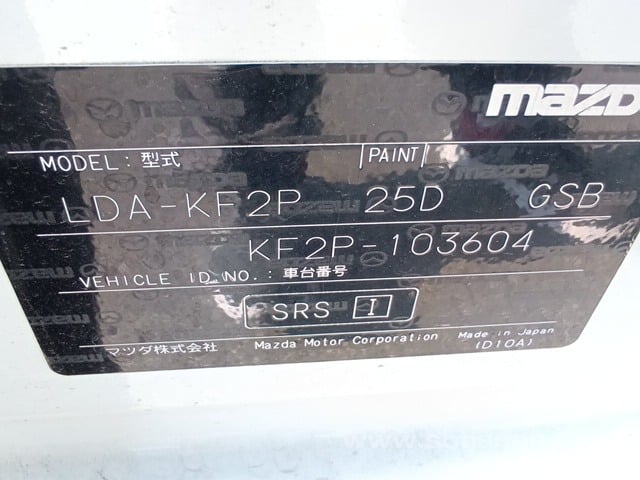 mazda
MODEL: 型式 PAINT
LDA-KF2P 25D GSB
KF2P-103604
VEHICLE ID NO.: 車台番号
SRS I
マツダ株式会社 Mazda Motor Corporation Made in Japan
(D10A)